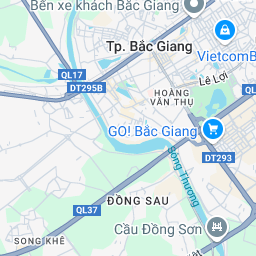 Bến xe khách Bắc Giang
Tp. Bắc Giang
VietcomB
Lê Lợi
QL17
DT295B
HOÀNG
VĂN THỤ
GO! Bắc Giang
DT293
Sông Thương
ĐỒNG SAU
QL37
Cầu Đồng Sơn
SONG KHÊ